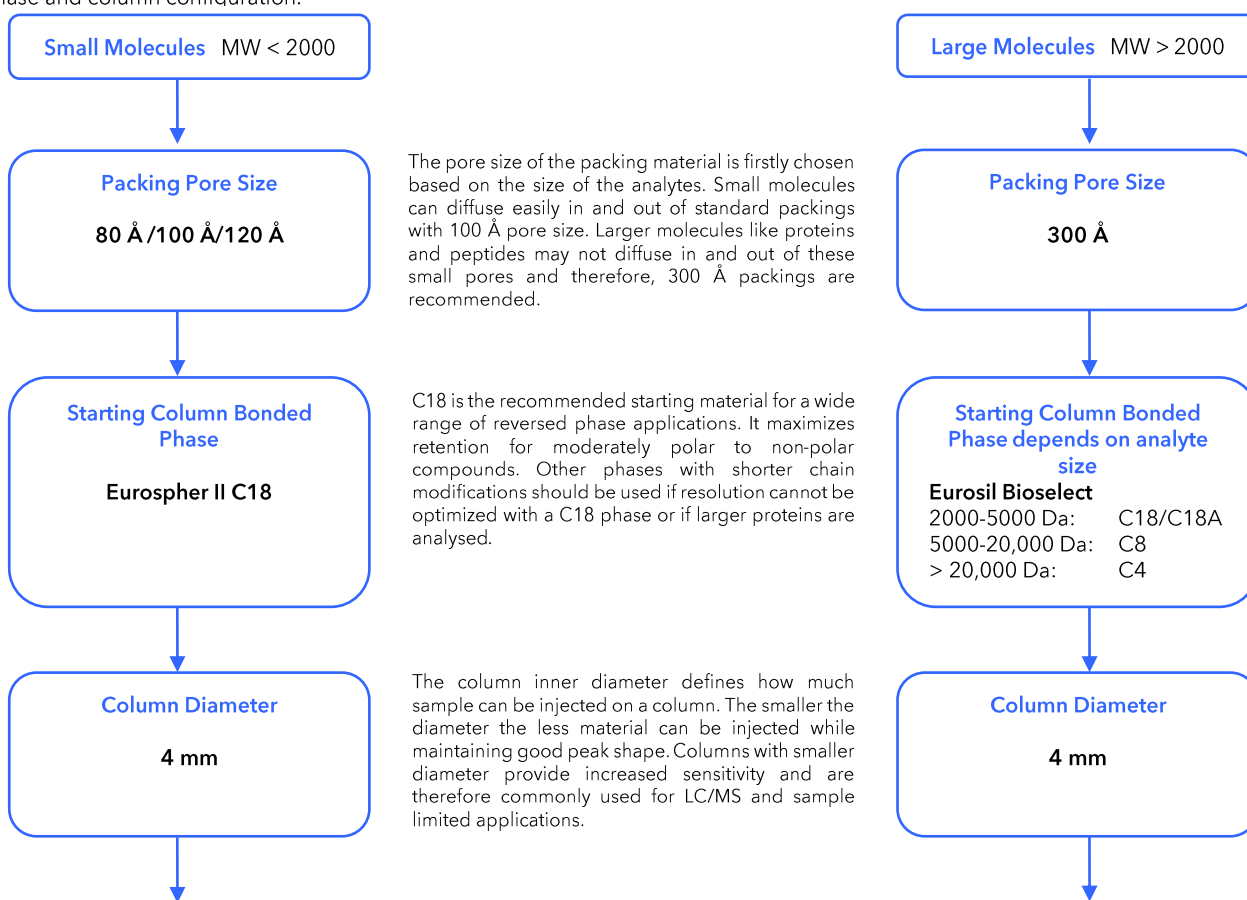 phase and column configuration.
Small Molecules MW < 2000
Large Molecules MW > 2000
Packing Pore Size
80 Å /100 Å/120 Å
The pore size of the packing material is firstly chosen
based on the size of the analytes. Small molecules
can diffuse easily in and out of standard packings
with 100 Å pore size. Larger molecules like proteins
and peptides may not diffuse in and out of these
small pores and therefore, 300 Å packings are
recommended.
Packing Pore Size
300 Å
Starting Column Bonded
Phase
Eurospher II C18
C18 is the recommended starting material for a wide
range of reversed phase applications. It maximizes
retention for moderately polar to non-polar
compounds. Other phases with shorter chain
modifications should be used if resolution cannot be
optimized with a C18 phase or if larger proteins are
analysed.
Starting Column Bonded
Phase depends on analyte
size
Eurosil Bioselect
2000-5000 Da: C18/C18A
5000-20,000 Da: C8
> 20,000 Da: C4
Column Diameter
4 mm
The column inner diameter defines how much
sample can be injected on a column. The smaller the
diameter the less material can be injected while
maintaining good peak shape. Columns with smaller
diameter provide increased sensitivity and are
therefore commonly used for LC/MS and sample
limited applications.
Column Diameter
4 mm